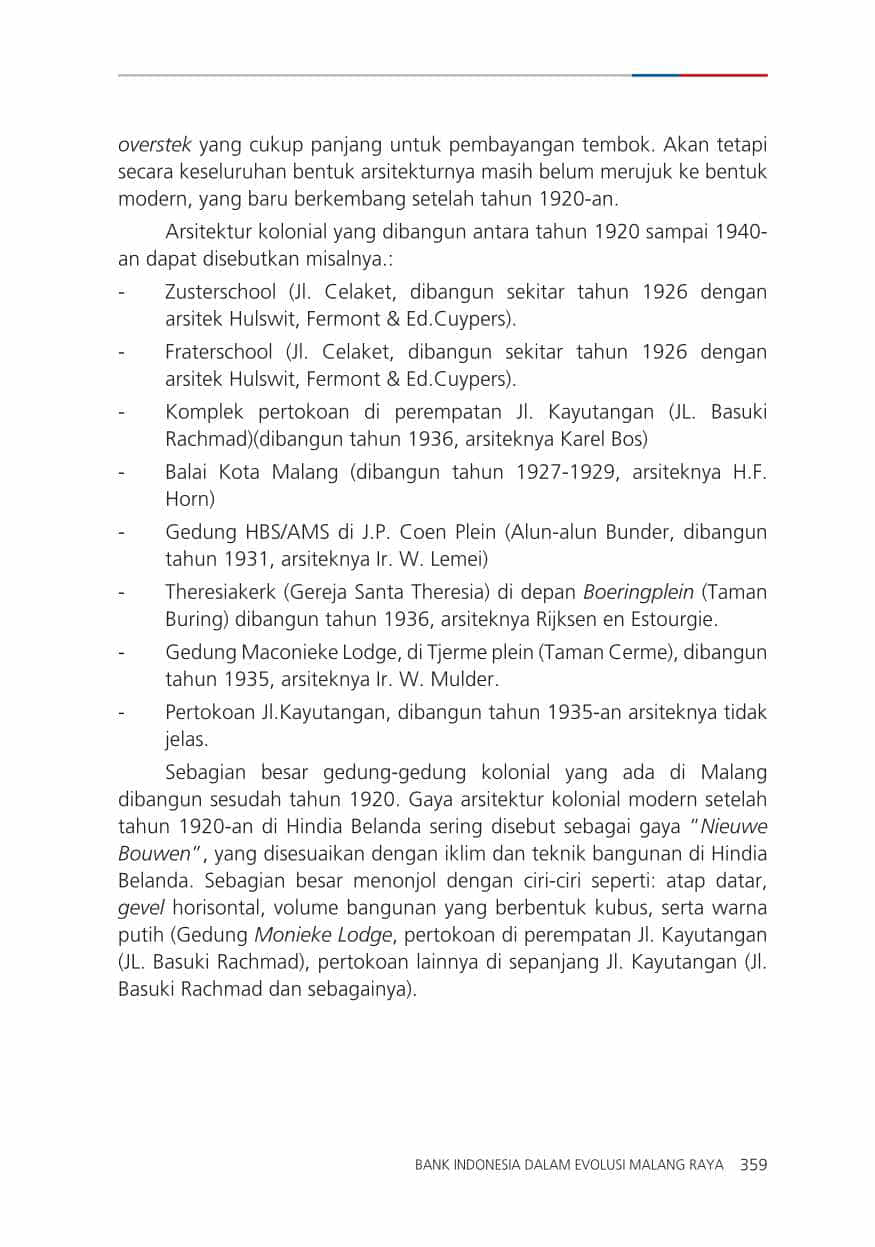 overstek yang cukup panjang untuk pembayangan tembok. Akan tetapi
secara keseluruhan bentuk arsitekturnya masih belum merujuk ke bentuk
modern, yang baru berkembang setelah tahun 1920-an.
Arsitektur kolonial yang dibangun antara tahun 1920 sampai 1940-
an dapat disebutkan misalnya.:
- Zusterschool (Jl. Celaket, dibangun sekitar tahun 1926 dengan
arsitek Hulswit, Fermont & Ed.Cuypers).
- Fraterschool (Jl. Celaket, dibangun sekitar tahun 1926 dengan
arsitek Hulswit, Fermont & Ed.Cuypers).
- Komplek pertokoan di perempatan Jl. Kayutangan (JL. Basuki
Rachmad)(dibangun tahun 1936, arsiteknya Karel Bos)
- Balai Kota Malang (dibangun tahun 1927-1929, arsiteknya H.F.
Horn)
- Gedung HBS/AMS di J.P. Coen Plein (Alun-alun Bunder, dibangun
tahun 1931, arsiteknya Ir. W. Lemei)
- Theresiakerk (Gereja Santa Theresia) di depan Boeringplein (Taman
Buring) dibangun tahun 1936, arsiteknya Rijksen en Estourgie.
- Gedung Maconieke Lodge, di Tjerme plein (Taman Cerme), dibangun
tahun 1935, arsiteknya Ir. W. Mulder.
- Pertokoan Jl.Kayutangan, dibangun tahun 1935-an arsiteknya tidak
jelas.
Sebagian besar gedung-gedung kolonial yang ada di Malang
dibangun sesudah tahun 1920. Gaya arsitektur kolonial modern setelah
tahun 1920-an di Hindia Belanda sering disebut sebagai gaya "Nieuwe
Bouwen", yang disesuaikan dengan iklim dan teknik bangunan di Hindia
Belanda. Sebagian besar menonjol dengan ciri-ciri seperti: atap datar,
gevel horisontal, volume bangunan yang berbentuk kubus, serta warna
putih (Gedung Monieke Lodge, pertokoan di perempatan Jl. Kayutangan
(JL. Basuki Rachmad), pertokoan lainnya di sepanjang Jl. Kayutangan (Jl.
Basuki Rachmad dan sebagainya).
BANK INDONESIA DALAM EVOLUSI MALANG RAYA 359